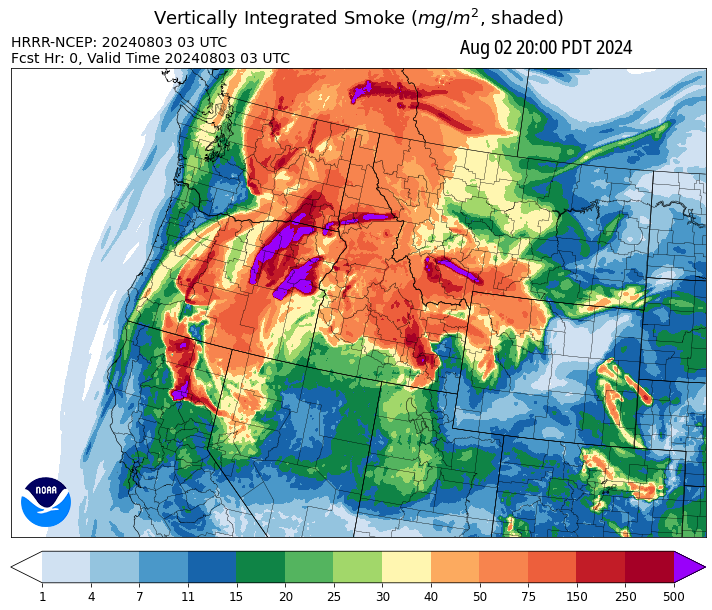 Vertically Integrated Smoke (mg/m², shaded)
HRRR-NCEP: 20240803 03 UTC
Aug 02 20:00 PDT 2024
Fcst Hr: 0, Valid Time 20240803 03 UTC
NOAA
1 4 7 11 15 20 25 30 40 50 75 150 250 500